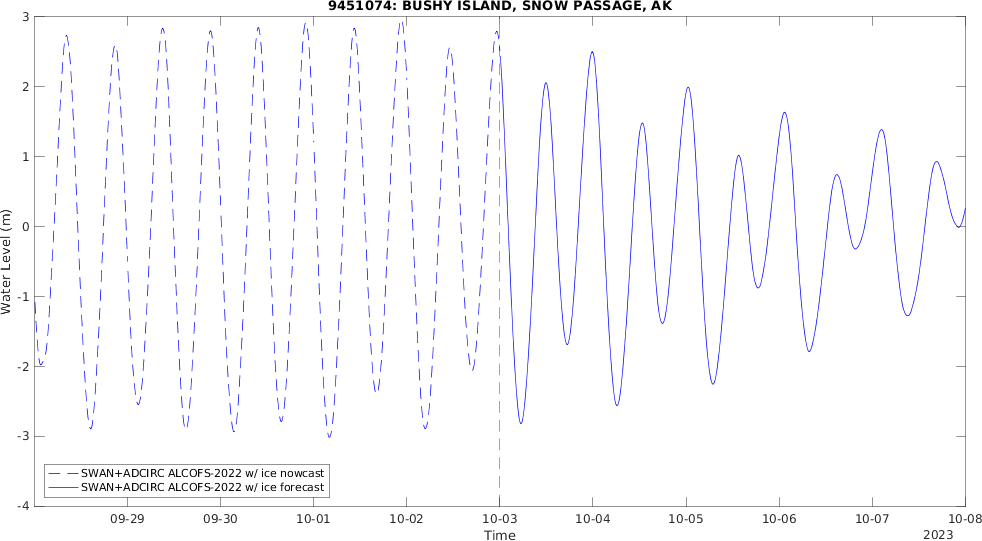 9451074: BUSHY ISLAND, SNOW PASSAGE, AK
Water Level (m)
3
2
1
0
-1
-2
-3
-4
SWAN+ADCIRC ALCOFS-2022 w/ ice nowcast
SWAN+ADCIRC ALCOFS-2022 w/ ice forecast
09-29 09-30 10-01 10-02 10-03 10-04 10-05 10-06 10-07 10-08
Time
2023